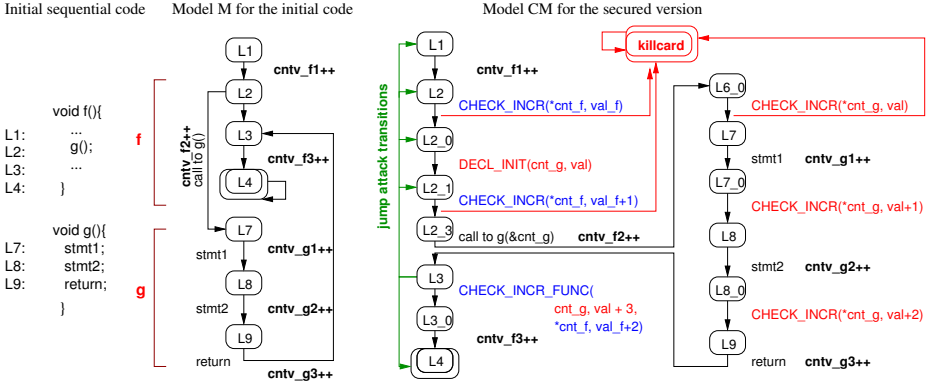 Initial sequential code
Model M for the initial code
Model CM for the secured version
void f(){
L1: ...
L2: g();
L3: ...
L4: }
f
void g(){
L7: stmt1;
L8: stmt2;
L9: return;
}
g
L1
cntv_f1++
L2
cntv_f2++
call to g()
L3
cntv_f3++
L4
L7
stmt1 cntv_g1++
L8
stmt2 cntv_g2++
L9
return
cntv_g3++
jump attack transitions
L1
cntv_f1++
L2
CHECK_INCR(*cnt_f, val_f)
L2_0
DECL_INIT(cnt_g, val)
L2_1
CHECK_INCR(*cnt_f, val_f+1)
L2_3
call to g(&cnt_g) cntv_f2++
L3
CHECK_INCR_FUNC(
cnt_g, val + 3,
*cnt_f, val_f+2)
L3_0
cntv_f3++
L4
killcard
L6_0
CHECK_INCR(*cnt_g, val)
L7
stmt1 cntv_g1++
L7_0
CHECK_INCR(*cnt_g, val+1)
L8
stmt2 cntv_g2++
L8_0
CHECK_INCR(*cnt_g, val+2)
L9
return cntv_g3++